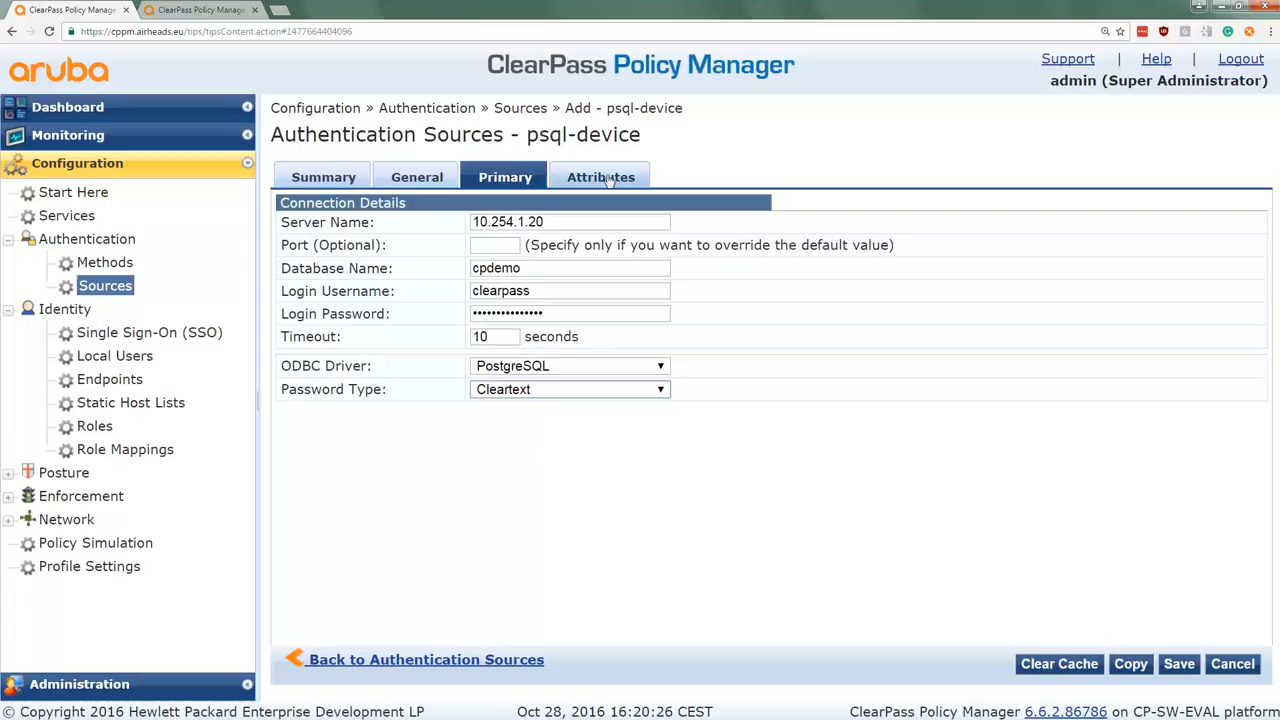 ClearPass Policy Manage
ClearPass Policy Manage
https://cppm.airheads.eu/tips/tipsContent.action#1477664404096
aruba
ClearPass Policy Manager
Support | Help | Logout
admin (Super Administrator)
Dashboard
Monitoring
Configuration
Start Here
Services
Authentication
Methods
Sources
Identity
Single Sign-On (SSO)
Local Users
Endpoints
Static Host Lists
Roles
Role Mappings
Posture
Enforcement
Network
Policy Simulation
Profile Settings
Administration
Configuration » Authentication » Sources » Add - psql-device
Authentication Sources - psql-device
Summary General Primary Attributes
Connection Details
Server Name: 10.254.1.20
Port (Optional): (Specify only if you want to override the default value)
Database Name: cpdemo
Login Username: clearpass
Login Password: •••••••••••••••
Timeout: 10 seconds
ODBC Driver: PostgreSQL
Password Type: Cleartext
Back to Authentication Sources
Clear Cache Copy Save Cancel
© Copyright 2016 Hewlett Packard Enterprise Development LP Oct 28, 2016 16:20:26 CEST ClearPass Policy Manager 6.6.2.86786 on CP-SW-EVAL platform